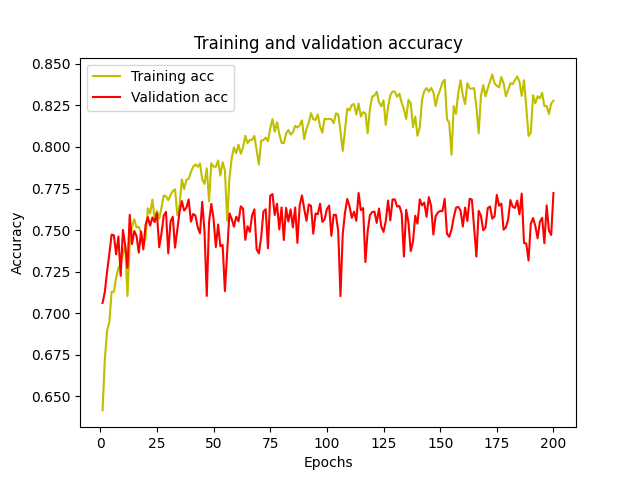 Training and validation accuracy
Training acc
Validation acc
Accuracy
0.850
0.825
0.800
0.775
0.750
0.725
0.700
0.675
0.650
0 25 50 75 100 125 150 175 200
Epochs